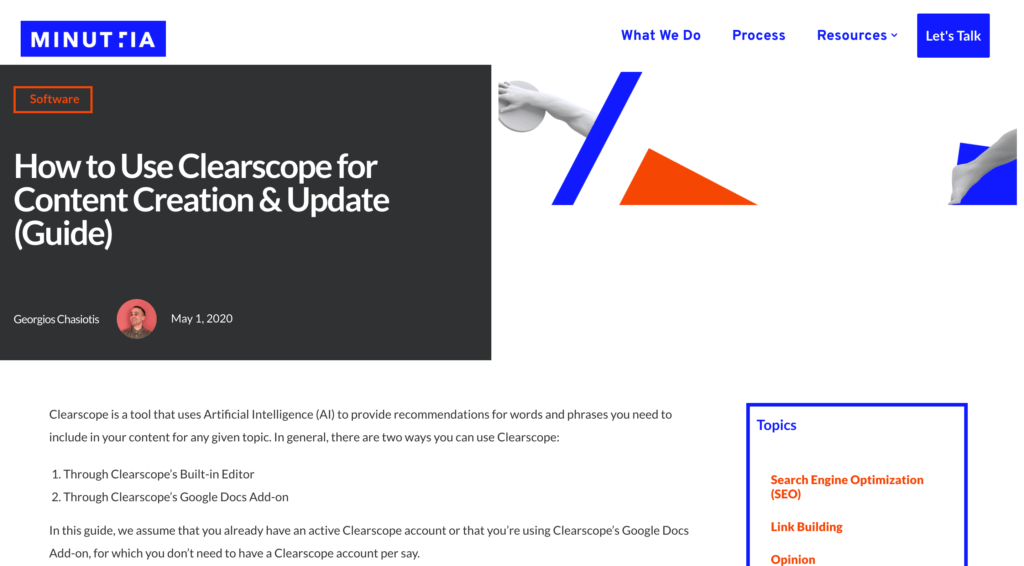 MINUTTIA
What We Do
Process
Resources
Let's Talk
Software
How to Use Clearscope for
Content Creation & Update
(Guide)
Georgios Chasiotis
May 1, 2020
Clearscope is a tool that uses Artificial Intelligence (AI) to provide recommendations for words and phrases you need to
include in your content for any given topic. In general, there are two ways you can use Clearscope:
1. Through Clearscope's Built-in Editor
2. Through Clearscope's Google Docs Add-on
In this guide, we assume that you already have an active Clearscope account or that you're using Clearscope's Google Docs
Add-on, for which you don't need to have a Clearscope account per say.
Topics
Search Engine Optimization
(SEO)
Link Building
Opinion